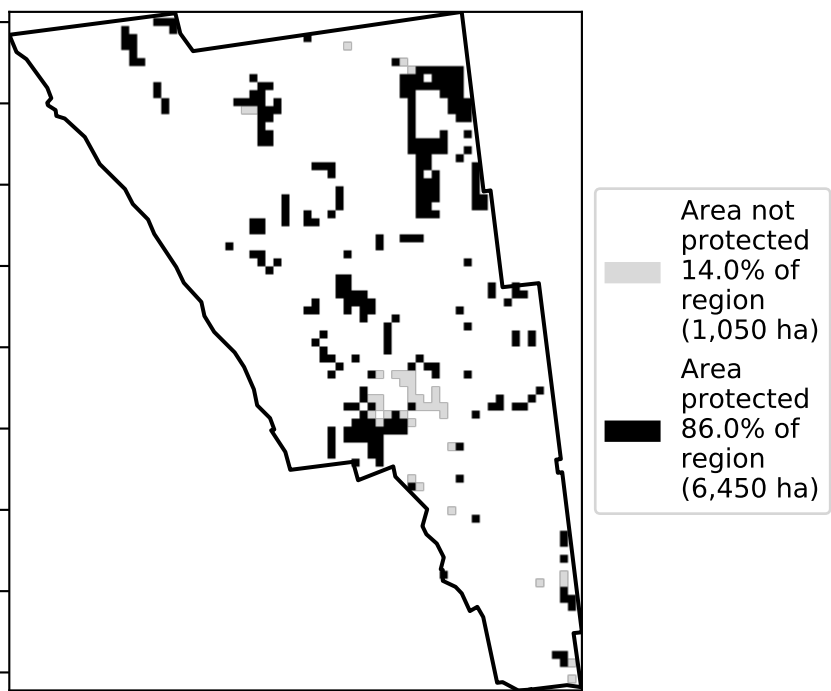 Area not
protected
14.0% of
region
(1,050 ha)
Area
protected
86.0% of
region
(6,450 ha)